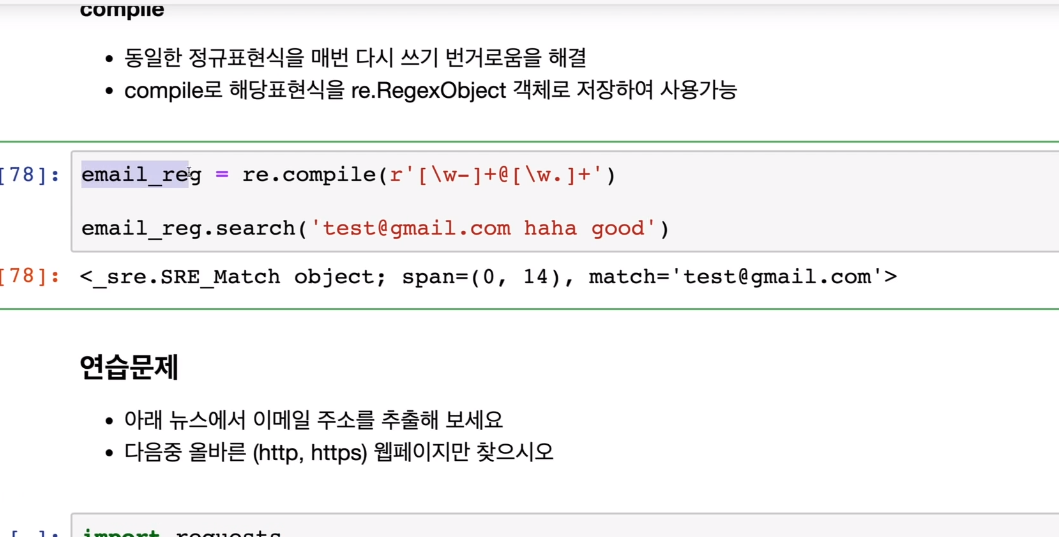 compile
• 동일한 정규표현식을 매번 다시 쓰기 번거로움을 해결
• compile로 해당표현식을 re.RegexObject 객체로 저장하여 사용가능
[78]: email_reg = re.compile(r'[\w-]+@[\w.]+')
email_reg.search('test@gmail.com haha good')
[78]: <_sre.SRE_Match object; span=(0, 14), match='test@gmail.com'>
연습문제
• 아래 뉴스에서 이메일 주소를 추출해 보세요
• 다음중 올바른 (http, https) 웹페이지만 찾으시오
[ ]: import requests